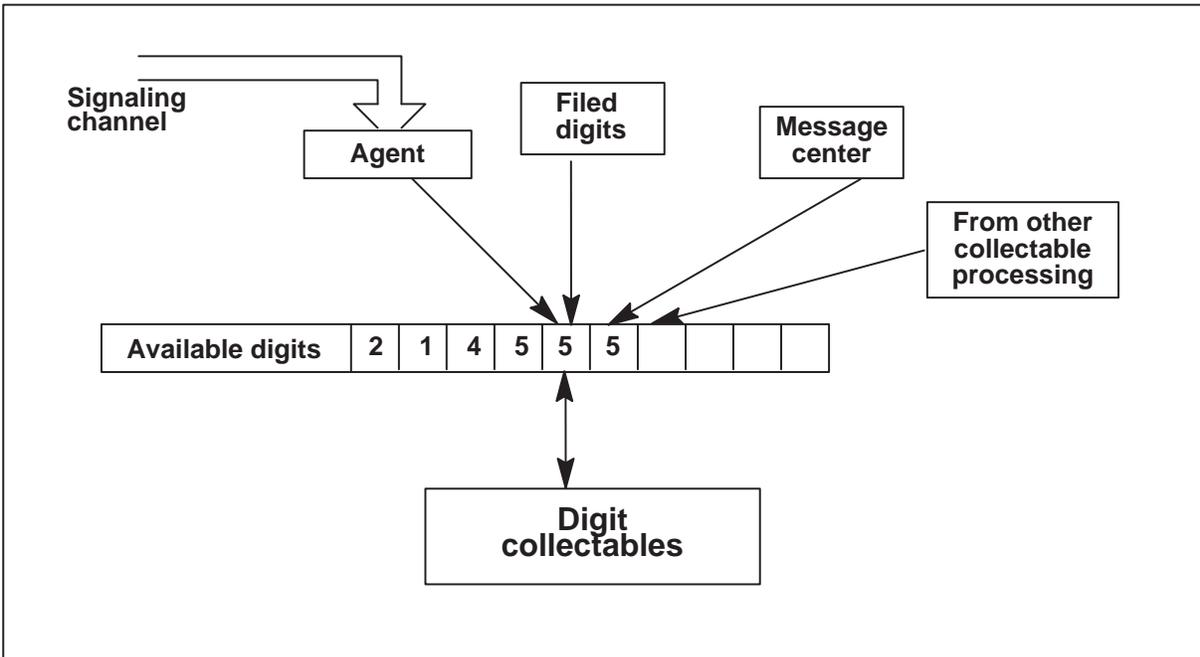 Signaling
channel
Agent
Filed
digits
Message
center
From other
collectable
processing
Available digits 2 1 4 5 5 5
Digit
collectables